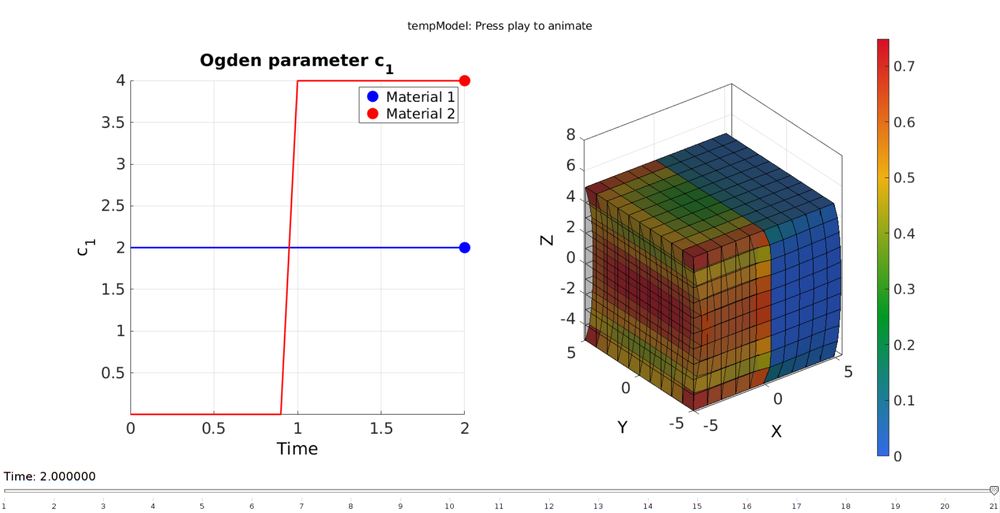 tempModel: Press play to animate
Ogden parameter c1
4
3.5
3
2.5
2
1.5
1
0.5
c1
0 0.5 1 1.5 2
Time
Material 1
Material 2
8
6
4
2
0
-2
-4
Z
5
0
-5
Y
-5
0
5
X
0.7
0.6
0.5
0.4
0.3
0.2
0.1
0
Time: 2.000000
1 2 3 4 5 6 7 8 9 10 11 12 13 14 15 16 17 18 19 20 21